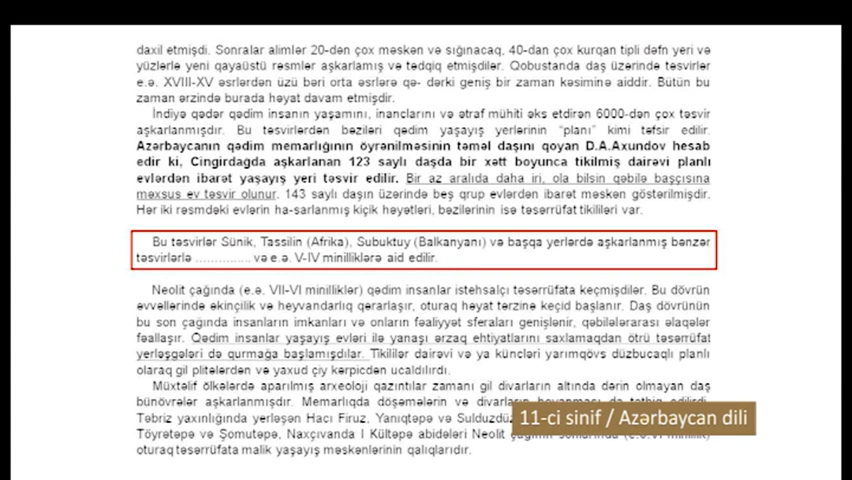 daxil etmişdi. Sonralar alimlər 20-dən çox məskən və sığınacaq, 40-dan çox kurqan tipli dəfn yeri və
yüzlərlə yeni qayaüstü rəsmlər aşkarlamış və tədqiq etmişdilər. Qobustanda daş üzərində təsvirlər
e.ə. XVIII-XV əsrlərdən üzü bəri orta əsrlərə qə- dərki geniş bir zaman kəsiminə aiddir. Bütün bu
zaman ərzində burada həyat davam etmişdir.
İndiyə qədər qədim insanın yaşamını, inanclarını və ətraf mühiti əks etdirən 6000-dən çox təsvir
aşkarlanmışdır. Bu təsvirlərdən bəziləri qədim yaşayış yerlərinin “planı” kimi təfsir edilir.
Azərbaycanın qədim memarlığının öyrənilməsinin təməl daşını qoyan D.A.Axundov hesab
edir ki, Cingirdağda aşkarlanan 123 saylı daşda bir xətt boyunca tikilmiş dairəvi planlı
evlərdən ibarət yaşayış yeri təsvir edilir. Bir az aralıda daha iri, ola bilsin qəbilə başçısına
məxsus ev təsvir olunur. 143 saylı daşın üzərində beş qrup evlərdən ibarət məskən göstərilmişdir.
Hər iki rəsmdəki evlərin ha-sarlanmış kiçik həyətləri, bəzilərinin isə təsərrüfat tikililəri var.
Bu təsvirlər Sünik, Tassilin (Afrika), Subuktuy (Balkanyanı) və başqa yerlərdə aşkarlanmış bənzər
təsvirlərlə ............... və e.ə. V-IV minilliklərə aid edilir.
Neolit çağında (e.ə. VII-VI minilliklər) qədim insanlar istehsalçı təsərrüfata keçmişdilər. Bu dövrün
əvvəllərində əkinçilik və heyvandarlıq qərarlaşır, oturaq həyat tərzinə keçid başlanır. Daş dövrünün
bu son çağında insanların imkanları və onların fəaliyyət sferaları genişlənir, qəbilələrarası əlaqələr
fəallaşır. Qədim insanlar yaşayış evləri ilə yanaşı ərzaq ehtiyatlarını saxlamaqdan ötrü təsərrüfat
yerləşgələri də qurmağa başlamışdılar. Tikililər dairəvi və ya küncləri yarımqövs düzbucaqlı planlı
olaraq gil plitələrdən və yaxud çiy kərpicdən ucaldılırdı.
Müxtəlif ölkələrdə aparılmış arxeoloji qazıntılar zamanı gil divarların altında dərin olmayan daş
bünövrələr aşkarlanmışdır. Memarlıqda döşəmələrin və divarların
Təbriz yaxınlığında yerləşən Hacı Firuz, Yanıqtəpə və
Töyrətəpə və Şomutəpə, Naxçıvanda I Kültəpə abidələri Neolit
oturaq təsərrüfata malik yaşayış məskənlərinin qalıqlarıdır.
11-ci sinif / Azərbaycan dili